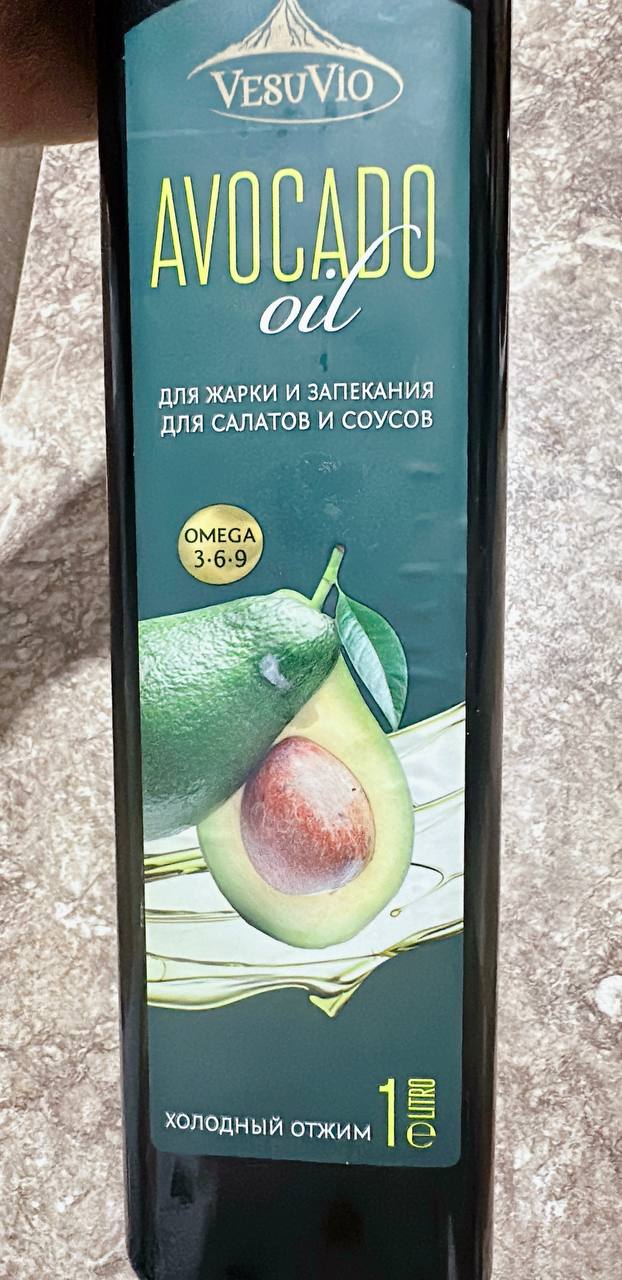 VESUVIO
AVOCADO
oil
ДЛЯ ЖАРКИ И ЗАПЕКАНИЯ
ДЛЯ САЛАТОВ И СОУСОВ
OMEGA
3·6·9
ХОЛОДНЫЙ ОТЖИМ
1 LITRO ℮